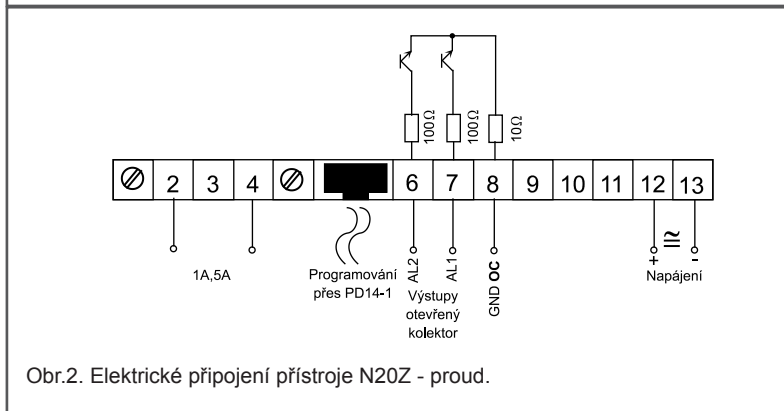 100Ω
100Ω
10Ω
2 3 4 6 7 8 9 10 11 12 13
1A,5A
Programování
přes PD14-1
AL2
AL1
Výstupy
otevřený
kolektor
GND OC
+ ≅ -
Napájení
Obr.2. Elektrické připojení přístroje N20Z - proud.